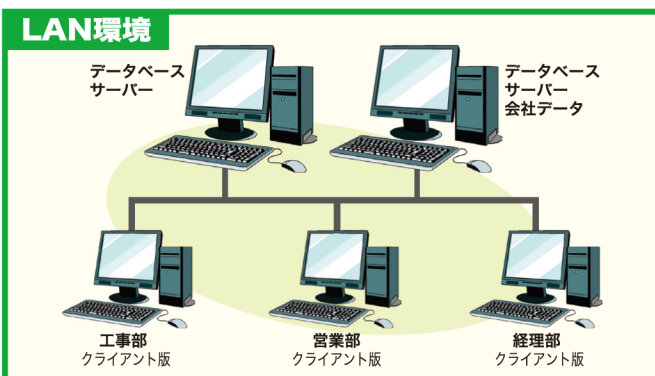 LAN環境
データベース
サーバー
データベース
サーバー
会社データ
工事部
クライアント版
営業部
クライアント版
経理部
クライアント版